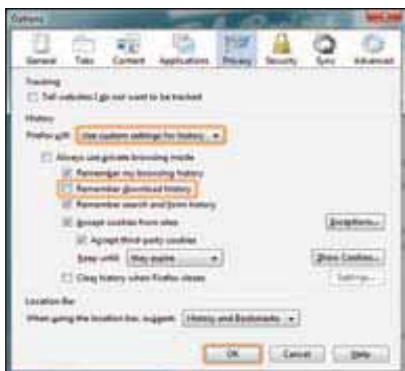 Options
General Tabs Content Applications Privacy Security Sync Advanced
Tracking
Tell websites I do not want to be tracked
History
Firefox will: Use custom settings for history
Always use private browsing mode
Remember my browsing history
Remember download history
Remember search and form history
Accept cookies from sites Exceptions...
Accept third-party cookies
Keep until: they expire Show Cookies...
Clear history when Firefox closes Settings...
Location Bar
When using the location bar, suggest: History and Bookmarks
OK Cancel Help